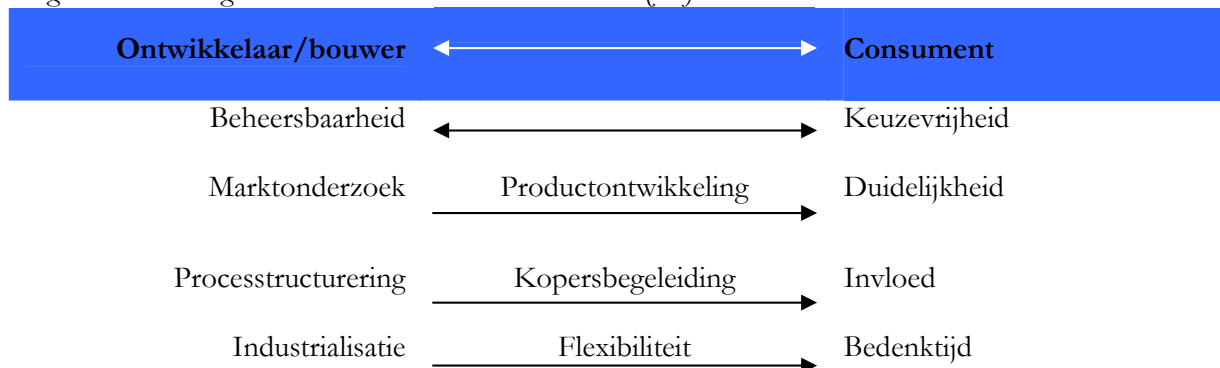 Ontwikkelaar/bouwer Consument
Beheersbaarheid Keuzevrijheid
Marktonderzoek Productontwikkeling Duidelijkheid
Processtructurering Kopersbegeleiding Invloed
Industrialisatie Flexibiliteit Bedenktijd